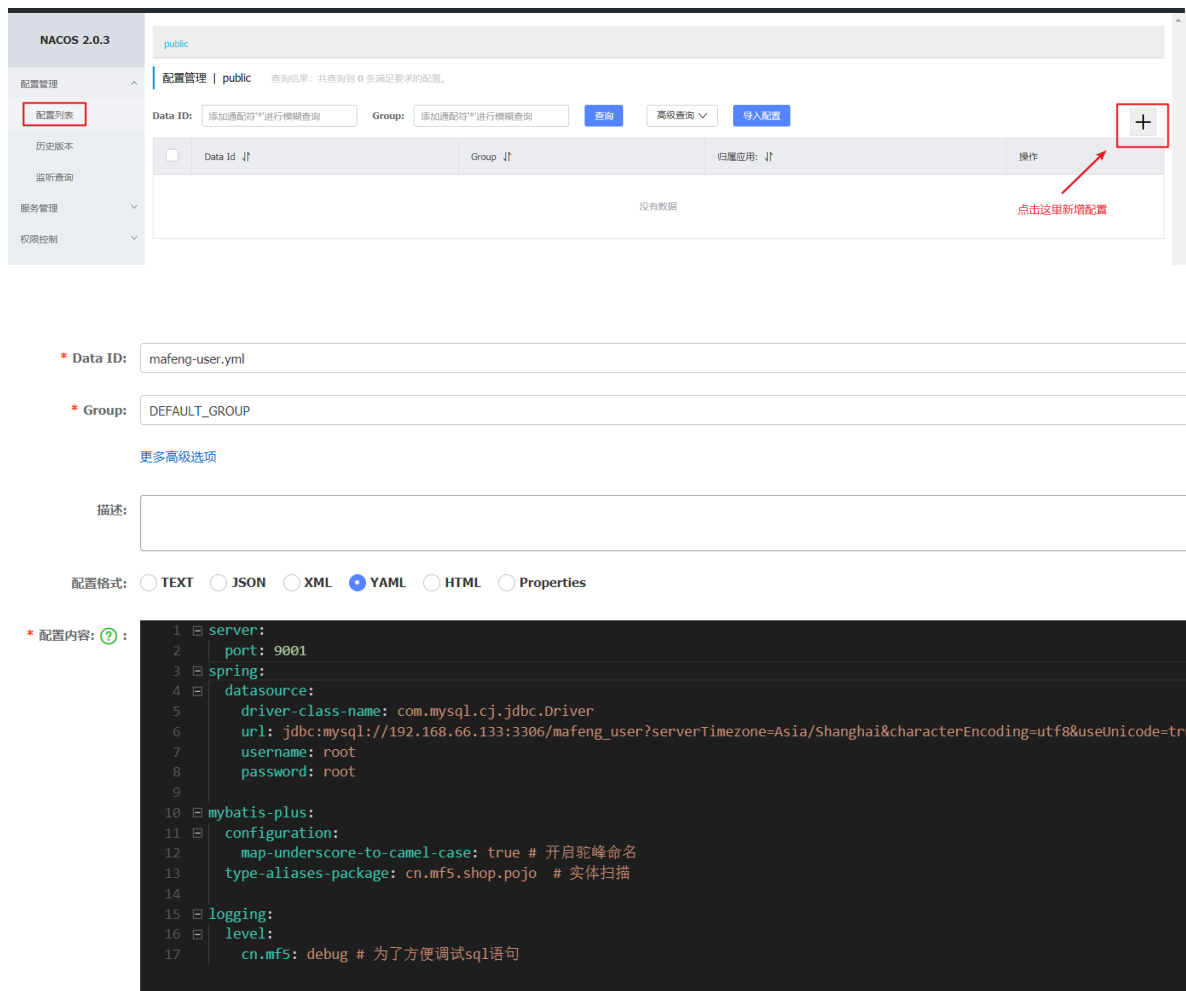 NACOS 2.0.3
public
配置管理
配置列表
历史版本
监听查询
服务管理
权限控制
配置管理 | public 查询结果：共查询到 0 条满足要求的配置。
Data ID: 添加通配符'*'进行模糊查询 Group: 添加通配符'*'进行模糊查询 查询 高级查询 导入配置 +
Data Id Group 归属应用: 操作
没有数据
点击这里新增配置
* Data ID: mafeng-user.yml
* Group: DEFAULT_GROUP
更多高级选项
描述:
配置格式: TEXT JSON XML YAML HTML Properties
* 配置内容: ? :
1 server:
2   port: 9001
3 spring:
4   datasource:
5     driver-class-name: com.mysql.cj.jdbc.Driver
6     url: jdbc:mysql://192.168.66.133:3306/mafeng_user?serverTimezone=Asia/Shanghai&characterEncoding=utf8&useUnicode=tr
7     username: root
8     password: root
9
10 mybatis-plus:
11   configuration:
12     map-underscore-to-camel-case: true # 开启驼峰命名
13   type-aliases-package: cn.mf5.shop.pojo  # 实体扫描
14
15 logging:
16   level:
17     cn.mf5: debug # 为了方便调试sql语句